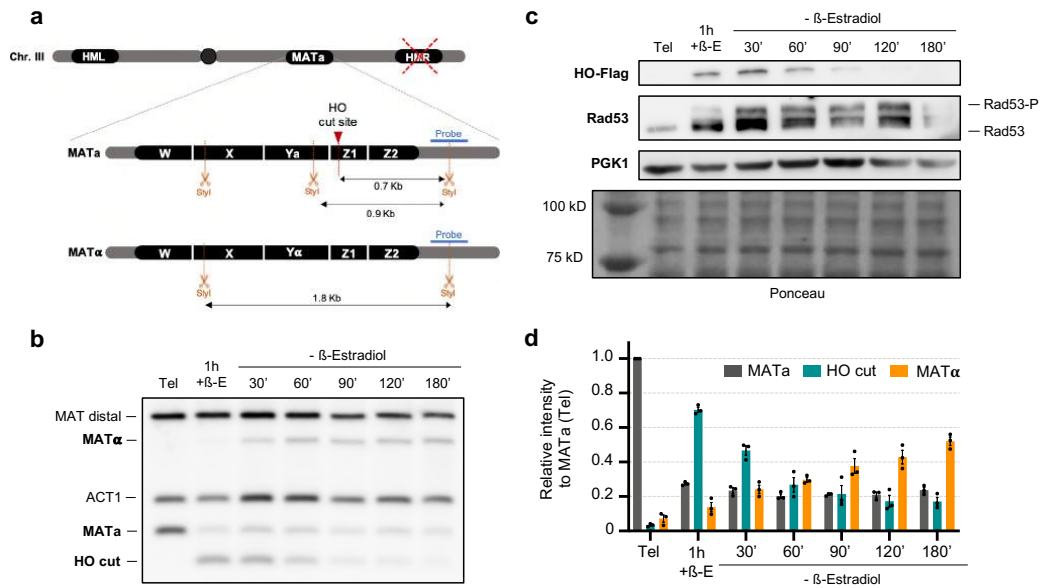 a
Chr. III
HML
MATa
HMR
HO
cut site
Probe
MATa
W X Ya Z1 Z2
StyI StyI StyI
0.7 Kb
0.9 Kb
Probe
MATα
W X Yα Z1 Z2
StyI StyI
1.8 Kb
b
- ß-Estradiol
Tel 1h +ß-E 30' 60' 90' 120' 180'
MAT distal
MATα
ACT1
MATa
HO cut
c
- ß-Estradiol
Tel 1h +ß-E 30' 60' 90' 120' 180'
HO-Flag
Rad53
Rad53-P
Rad53
PGK1
100 kD
75 kD
Ponceau
d
Relative intensity
to MATa (Tel)
1.0
0.8
0.6
0.4
0.2
0
MATa HO cut MATα
Tel 1h +ß-E 30' 60' 90' 120' 180'
- ß-Estradiol